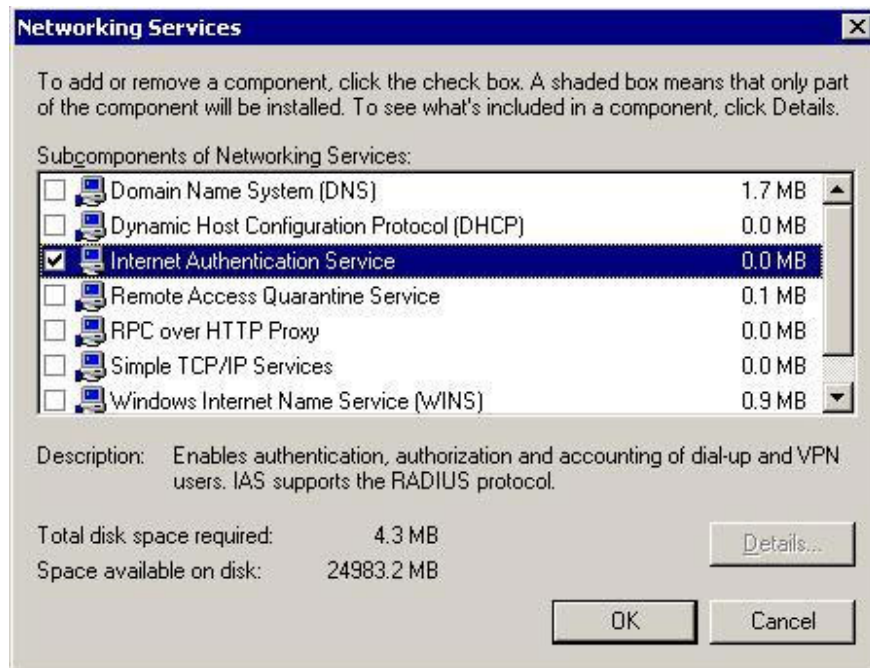 Networking Services
To add or remove a component, click the check box. A shaded box means that only part
of the component will be installed. To see what's included in a component, click Details.
Subcomponents of Networking Services:
Domain Name System (DNS) 1.7 MB
Dynamic Host Configuration Protocol (DHCP) 0.0 MB
Internet Authentication Service 0.0 MB
Remote Access Quarantine Service 0.1 MB
RPC over HTTP Proxy 0.0 MB
Simple TCP/IP Services 0.0 MB
Windows Internet Name Service (WINS) 0.9 MB
Description: Enables authentication, authorization and accounting of dial-up and VPN
users. IAS supports the RADIUS protocol.
Total disk space required: 4.3 MB
Details...
Space available on disk: 24983.2 MB
OK Cancel